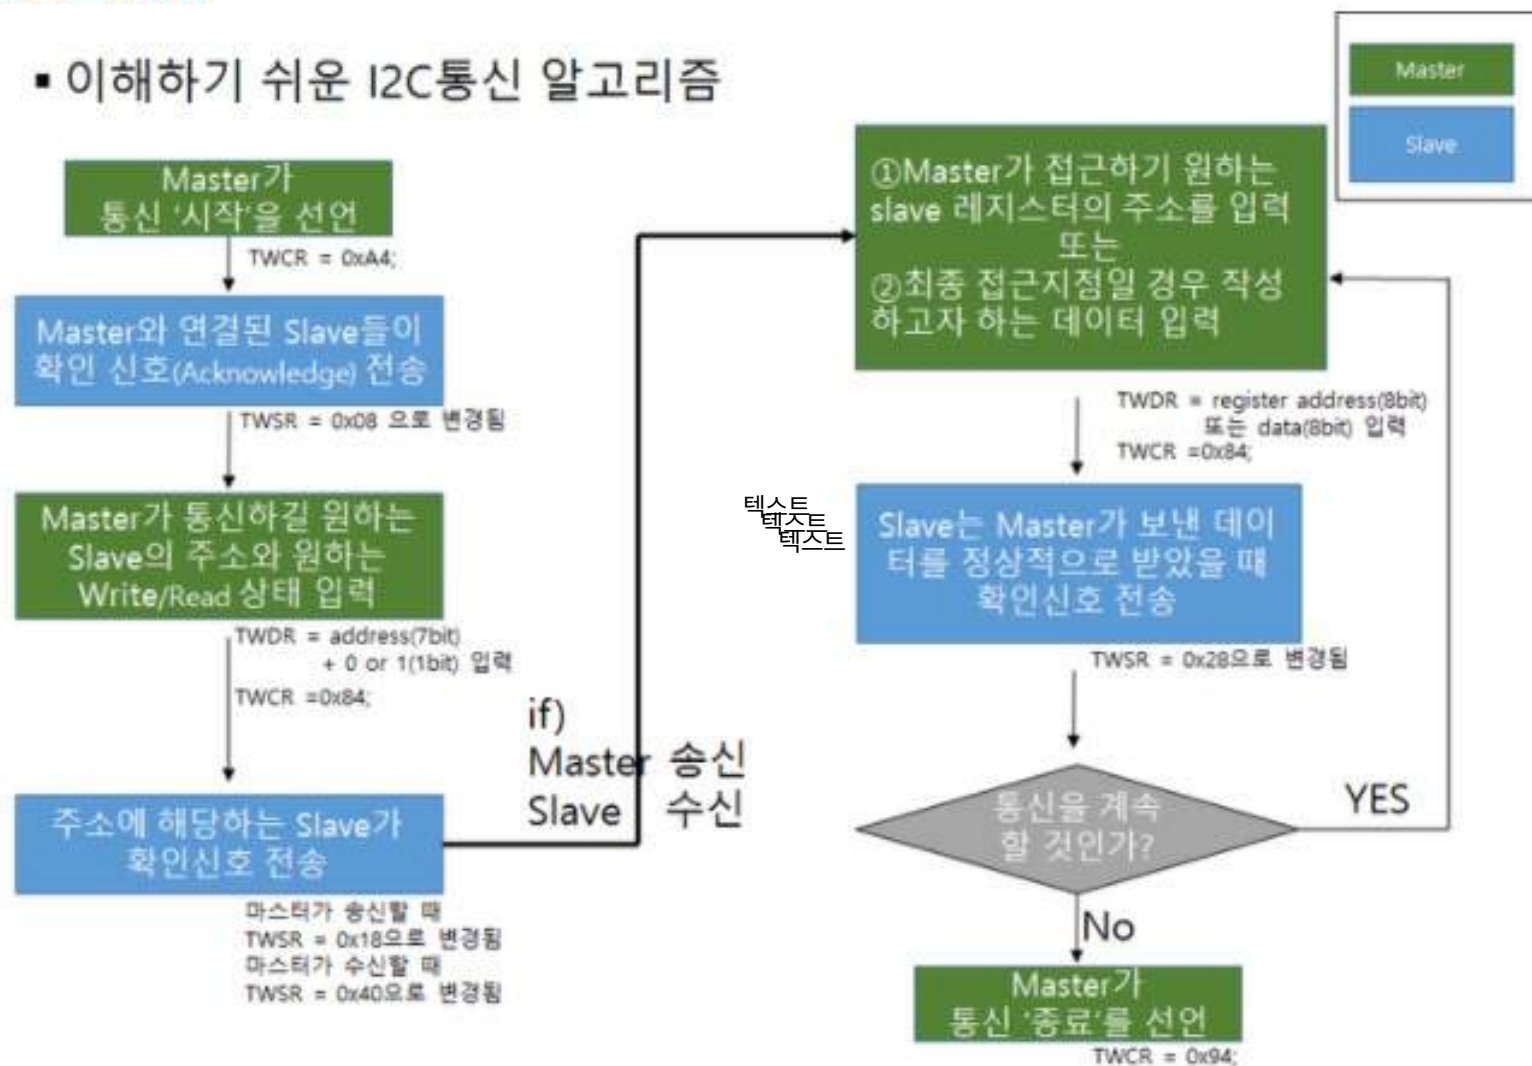 ▪ 이해하기 쉬운 I2C통신 알고리즘
Master
Slave
Master가
통신 '시작'을 선언
TWCR = 0xA4;
Master와 연결된 Slave들이
확인 신호(Acknowledge) 전송
TWSR = 0x08 으로 변경됨
Master가 통신하길 원하는
Slave의 주소와 원하는
Write/Read 상태 입력
TWDR = address(7bit)
+ 0 or 1(1bit) 입력
TWCR =0x84;
주소에 해당하는 Slave가
확인신호 전송
마스터가 송신할 때
TWSR = 0x18으로 변경됨
마스터가 수신할 때
TWSR = 0x40으로 변경됨
if)
Master 송신
Slave 수신
①Master가 접근하기 원하는
slave 레지스터의 주소를 입력
또는
②최종 접근지점일 경우 작성
하고자 하는 데이터 입력
TWDR = register address(8bit)
또는 data(8bit) 입력
TWCR =0x84;
텍스트
텍스트
텍스트
Slave는 Master가 보낸 데이
터를 정상적으로 받았을 때
확인신호 전송
TWSR = 0x28으로 변경됨
통신을 계속
할 것인가?
YES
No
Master가
통신 '종료'를 선언
TWCR = 0x94;